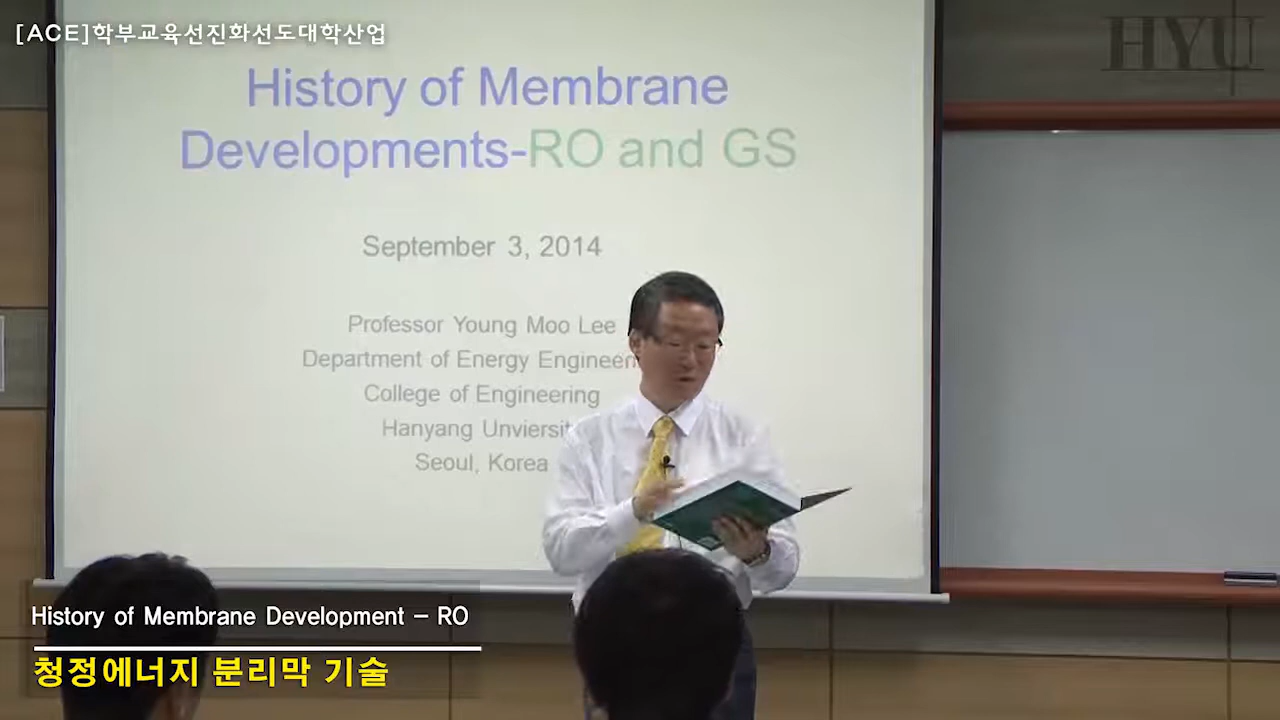 [ACE]학부교육선진화선도대학산업
HYU
History of Membrane
Developments-RO and GS
September 3, 2014
Professor Young Moo Lee
Department of Energy Engineeri
College of Engineering
Hanyang Unviersit
Seoul, Korea
History of Membrane Development – RO
청정에너지 분리막 기술